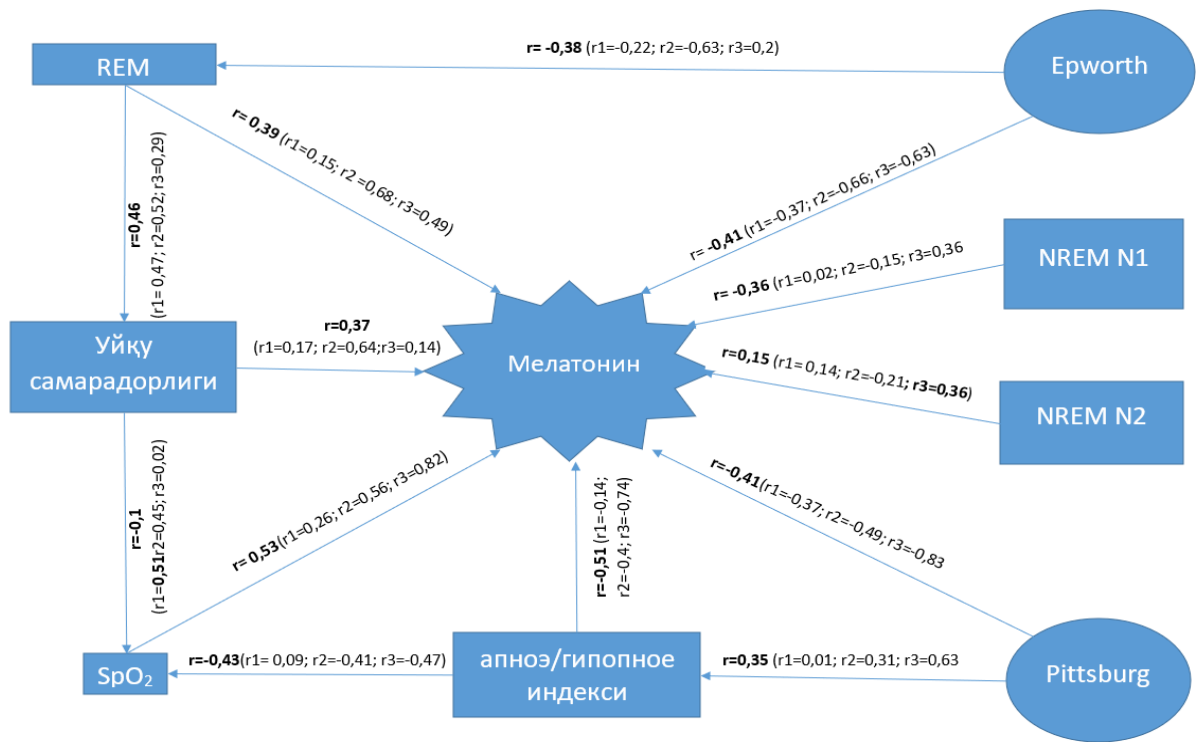 r= -0,38 (r1=-0,22; r2=-0,63; r3=0,2)
REM
Epworth
r= 0,39 (r1=0,15; r2 =0,68; r3=0,49)
r=0,46
(r1= 0,47; r2=0,52; r3=0,29)
r= -0,41 (r1=-0,37; r2=-0,66; r3=-0,63)
NREM N1
r= -0,36 (r1=0,02; r2=-0,15; r3=0,36
Уйқу
самарадорлиги
r=0,37
(r1=0,17; r2=0,64;r3=0,14)
Мелатонин
r=0,15 (r1= 0,14; r2=-0,21; r3=0,36)
NREM N2
r=-0,1
(r1=0,51r2=0,45; r3=0,02)
r= 0,53(r1=0,26; r2=0,56; r3=0,82)
r=-0,51 (r1=-0,14;
r2=-0,4; r3=-0,74)
r=-0,41(r1=-0,37; r2=-0,49; r3=-0,83
SpO₂
r=-0,43(r1= 0,09; r2=-0,41; r3=-0,47)
апноэ/гипопное
индекси
r=0,35 (r1=0,01; r2=0,31; r3=0,63
Pittsburg